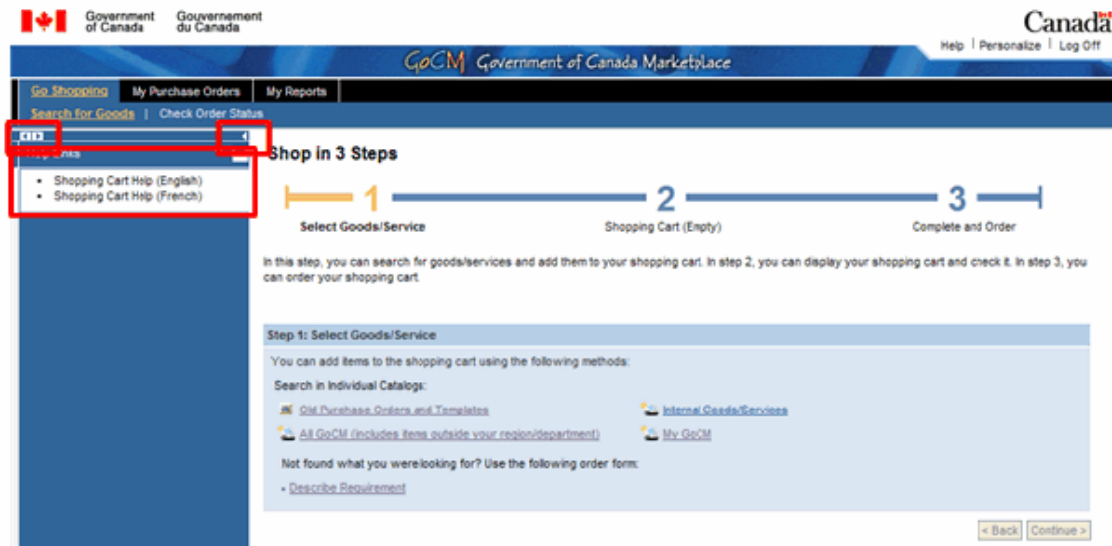 Government of Canada
Gouvernement du Canada
Canada
Help | Personalize | Log Off
GoCM Government of Canada Marketplace
Go Shopping My Purchase Orders My Reports
Search for Goods | Check Order Status
Help Links
• Shopping Cart Help (English)
• Shopping Cart Help (French)
Shop in 3 Steps
1 2 3
Select Goods/Service Shopping Cart (Empty) Complete and Order
In this step, you can search for goods/services and add them to your shopping cart. In step 2, you can display your shopping cart and check it. In step 3, you
can order your shopping cart
Step 1: Select Goods/Service
You can add items to the shopping cart using the following methods:
Search in Individual Catalogs:
Old Purchase Orders and Templates Internal Goods/Services
All GoCM (includes items outside your region/department) My GoCM
Not found what you were looking for? Use the following order form:
• Describe Requirement
< Back Continue >